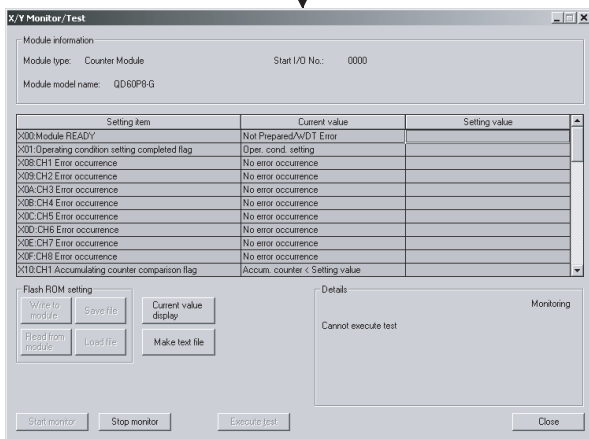 X/Y Monitor/Test
Module information
Module type: Counter Module Start I/O No.: 0000
Module model name: QD60P8-G
Setting item Current value Setting value
X00:Module READY Not Prepared/WDT Error
X01:Operating condition setting completed flag Oper. cond. setting
X08:CH1 Error occurrence No error occurrence
X09:CH2 Error occurrence No error occurrence
X0A:CH3 Error occurrence No error occurrence
X0B:CH4 Error occurrence No error occurrence
X0C:CH5 Error occurrence No error occurrence
X0D:CH6 Error occurrence No error occurrence
X0E:CH7 Error occurrence No error occurrence
X0F:CH8 Error occurrence No error occurrence
X10:CH1 Accumulating counter comparison flag Accum. counter < Setting value
Flash ROM setting
Write to module
Save file
Current value display
Read from module
Load file
Make text file
Details
Monitoring
Cannot execute test
Start monitor Stop monitor Execute test Close